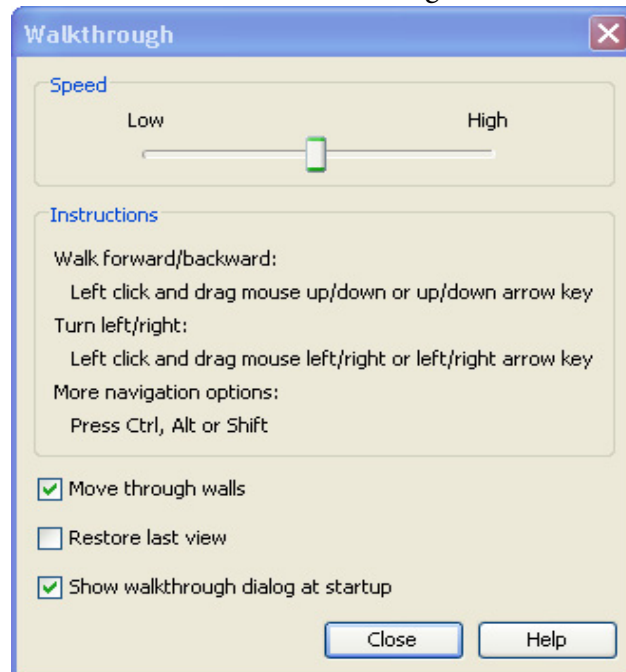 Walkthrough
Speed
Low High
Instructions
Walk forward/backward:
Left click and drag mouse up/down or up/down arrow key
Turn left/right:
Left click and drag mouse left/right or left/right arrow key
More navigation options:
Press Ctrl, Alt or Shift
Move through walls
Restore last view
Show walkthrough dialog at startup
Close Help